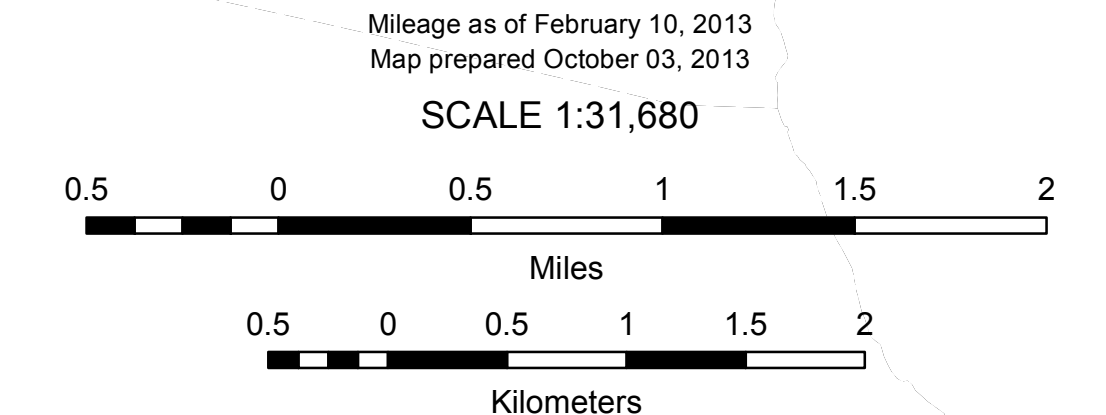 Mileage as of February 10, 2013
Map prepared October 03, 2013
SCALE 1:31,680
0.5 0 0.5 1 1.5 2
Miles
0.5 0 0.5 1 1.5 2
Kilometers